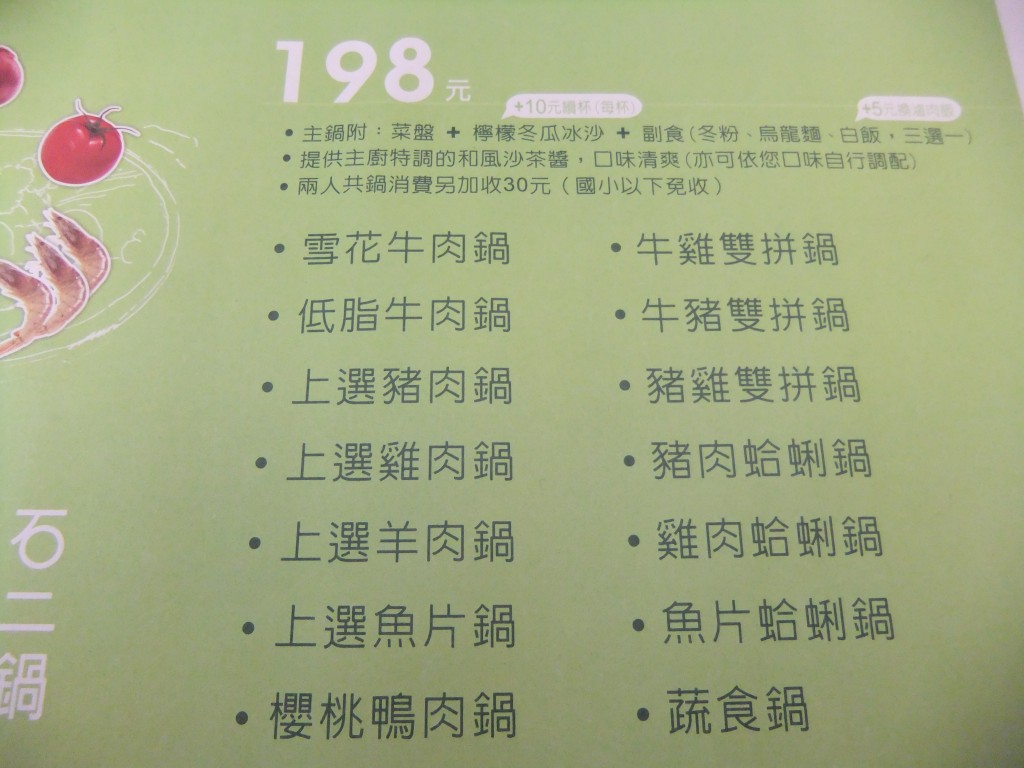 198元
+10元續杯(每杯)
+5元換滷肉飯
• 主鍋附：菜盤 + 檸檬冬瓜冰沙 + 副食(冬粉、烏龍麵、白飯，三選一)
• 提供主廚特調的和風沙茶醬，口味清爽(亦可依您口味自行調配)
• 兩人共鍋消費另加收30元（國小以下免收）
• 雪花牛肉鍋
• 低脂牛肉鍋
• 上選豬肉鍋
• 上選雞肉鍋
• 上選羊肉鍋
• 上選魚片鍋
• 櫻桃鴨肉鍋
• 牛雞雙拼鍋
• 牛豬雙拼鍋
• 豬雞雙拼鍋
• 豬肉蛤蜊鍋
• 雞肉蛤蜊鍋
• 魚片蛤蜊鍋
• 蔬食鍋
石二鍋